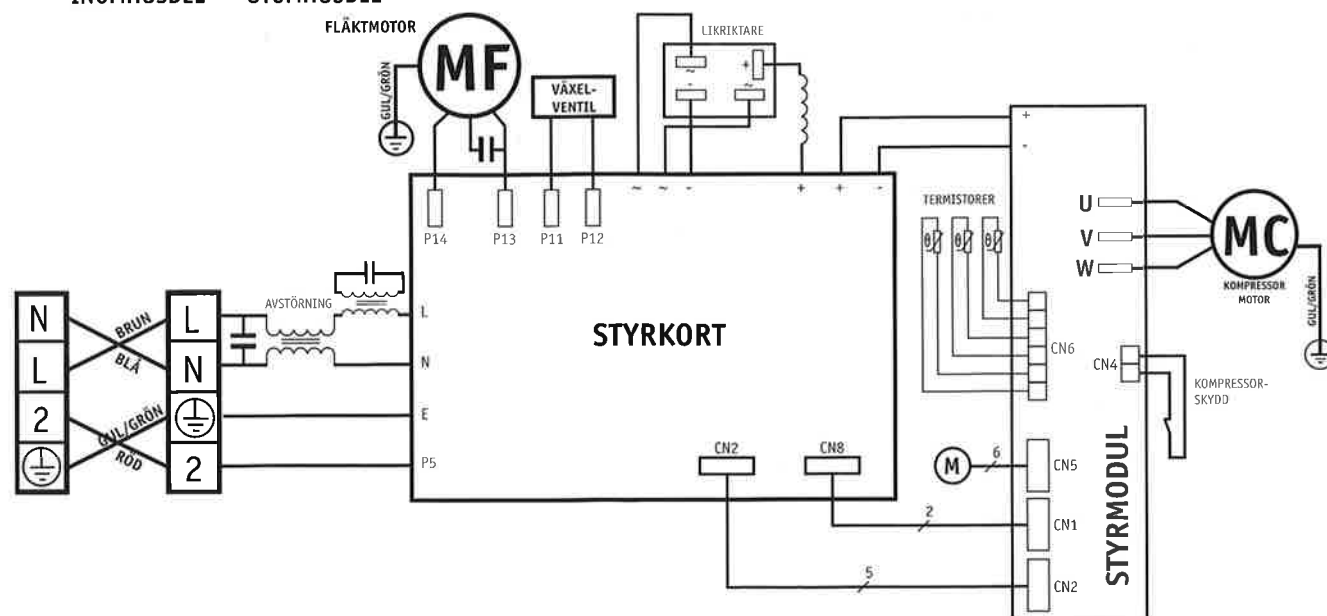 FLÄKTMOTOR
MF
GUL/GRÖN
VÄXEL-
VENTIL
LIKRIKTARE
~
+
-
~
P14
P13
P11
P12
~
~
-
+
+
-
+
-
TERMISTORER
θ
θ
θ
U
V
W
MC
KOMPRESSOR
MOTOR
GUL/GRÖN
N
L
2
BRUN
BLÅ
GUL/GRÖN
RÖD
L
N
2
AVSTÖRNING
L
N
E
P5
STYRKORT
CN2
CN8
CN6
CN4
KOMPRESSOR-
SKYDD
M
6
CN5
2
CN1
5
CN2
STYRMODUL